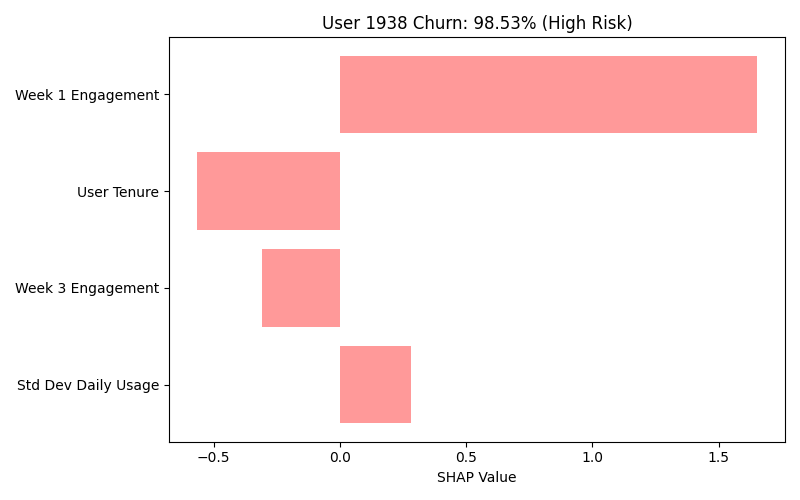 User 1938 Churn: 98.53% (High Risk)
Week 1 Engagement
User Tenure
Week 3 Engagement
Std Dev Daily Usage
−0.5 0.0 0.5 1.0 1.5
SHAP Value